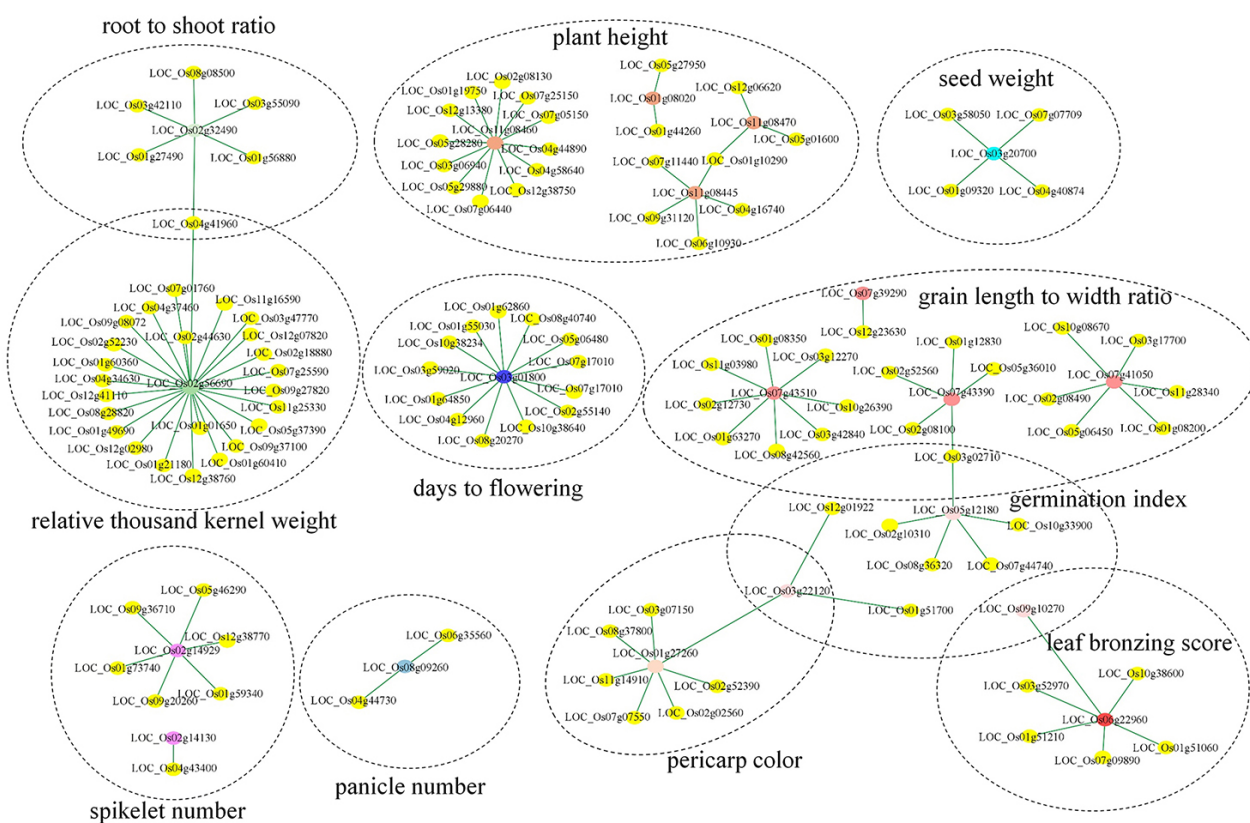 root to shoot ratio
LOC_Os08g08500
LOC_Os03g42110
LOC_Os03g55090
LOC_Os02g32490
LOC_Os01g27490
LOC_Os01g56880
LOC_Os04g41960
plant height
LOC_Os02g08130
LOC_Os01g19750
LOC_Os07g25150
LOC_Os12g13380
LOC_Os07g05150
LOC_Os11g08460
LOC_Os05g28280
LOC_Os04g44890
LOC_Os03g06940
LOC_Os04g58640
LOC_Os05g29880
LOC_Os12g38750
LOC_Os07g06440
LOC_Os05g27950
LOC_Os01g08020
LOC_Os01g44260
LOC_Os12g06620
LOC_Os11g08470
LOC_Os05g01600
LOC_Os07g11440
LOC_Os01g10290
LOC_Os11g08445
LOC_Os04g16740
LOC_Os09g31120
LOC_Os06g10930
seed weight
LOC_Os03g58050
LOC_Os07g07709
LOC_Os03g20700
LOC_Os01g09320
LOC_Os04g40874
LOC_Os07g01760
LOC_Os11g16590
LOC_Os04g37460
LOC_Os03g47770
LOC_Os09g08072
LOC_Os02g44630
LOC_Os12g07820
LOC_Os02g52230
LOC_Os02g18880
LOC_Os01g60360
LOC_Os07g25590
LOC_Os04g34630
LOC_Os02g56690
LOC_Os09g27820
LOC_Os12g41110
LOC_Os11g25330
LOC_Os08g28820
LOC_Os01g01650
LOC_Os05g37390
LOC_Os01g49690
LOC_Os09g37100
LOC_Os12g02980
LOC_Os01g60410
LOC_Os01g21180
LOC_Os12g38760
relative thousand kernel weight
LOC_Os01g62860
LOC_Os08g40740
LOC_Os01g55030
LOC_Os10g38234
LOC_Os05g06480
LOC_Os03g59020
LOC_Os07g17010
LOC_Os03g01800
LOC_Os07g17010
LOC_Os01g64850
LOC_Os02g55140
LOC_Os04g12960
LOC_Os10g38640
LOC_Os08g20270
days to flowering
grain length to width ratio
LOC_Os07g39290
LOC_Os12g23630
LOC_Os01g08350
LOC_Os03g12270
LOC_Os11g03980
LOC_Os07g43510
LOC_Os02g12730
LOC_Os10g26390
LOC_Os01g63270
LOC_Os03g42840
LOC_Os08g42560
LOC_Os01g12830
LOC_Os02g52560
LOC_Os05g36010
LOC_Os07g43390
LOC_Os02g08100
LOC_Os03g02710
LOC_Os10g08670
LOC_Os03g17700
LOC_Os07g41050
LOC_Os02g08490
LOC_Os11g28340
LOC_Os05g06450
LOC_Os01g08200
germination index
LOC_Os12g01922
LOC_Os05g12180
LOC_Os02g10310
LOC_Os10g33900
LOC_Os08g36320
LOC_Os07g44740
LOC_Os03g22120
LOC_Os01g51700
LOC_Os03g07150
LOC_Os08g37800
LOC_Os01g27260
LOC_Os11g14910
LOC_Os02g52390
LOC_Os07g07550
LOC_Os02g02560
pericarp color
LOC_Os09g10270
leaf bronzing score
LOC_Os10g38600
LOC_Os03g52970
LOC_Os06g22960
LOC_Os01g51210
LOC_Os01g51060
LOC_Os07g09890
LOC_Os05g46290
LOC_Os09g36710
LOC_Os12g38770
LOC_Os02g14929
LOC_Os01g73740
LOC_Os01g59340
LOC_Os09g20260
LOC_Os02g14130
LOC_Os04g43400
spikelet number
LOC_Os06g35560
LOC_Os08g09260
LOC_Os04g44730
panicle number